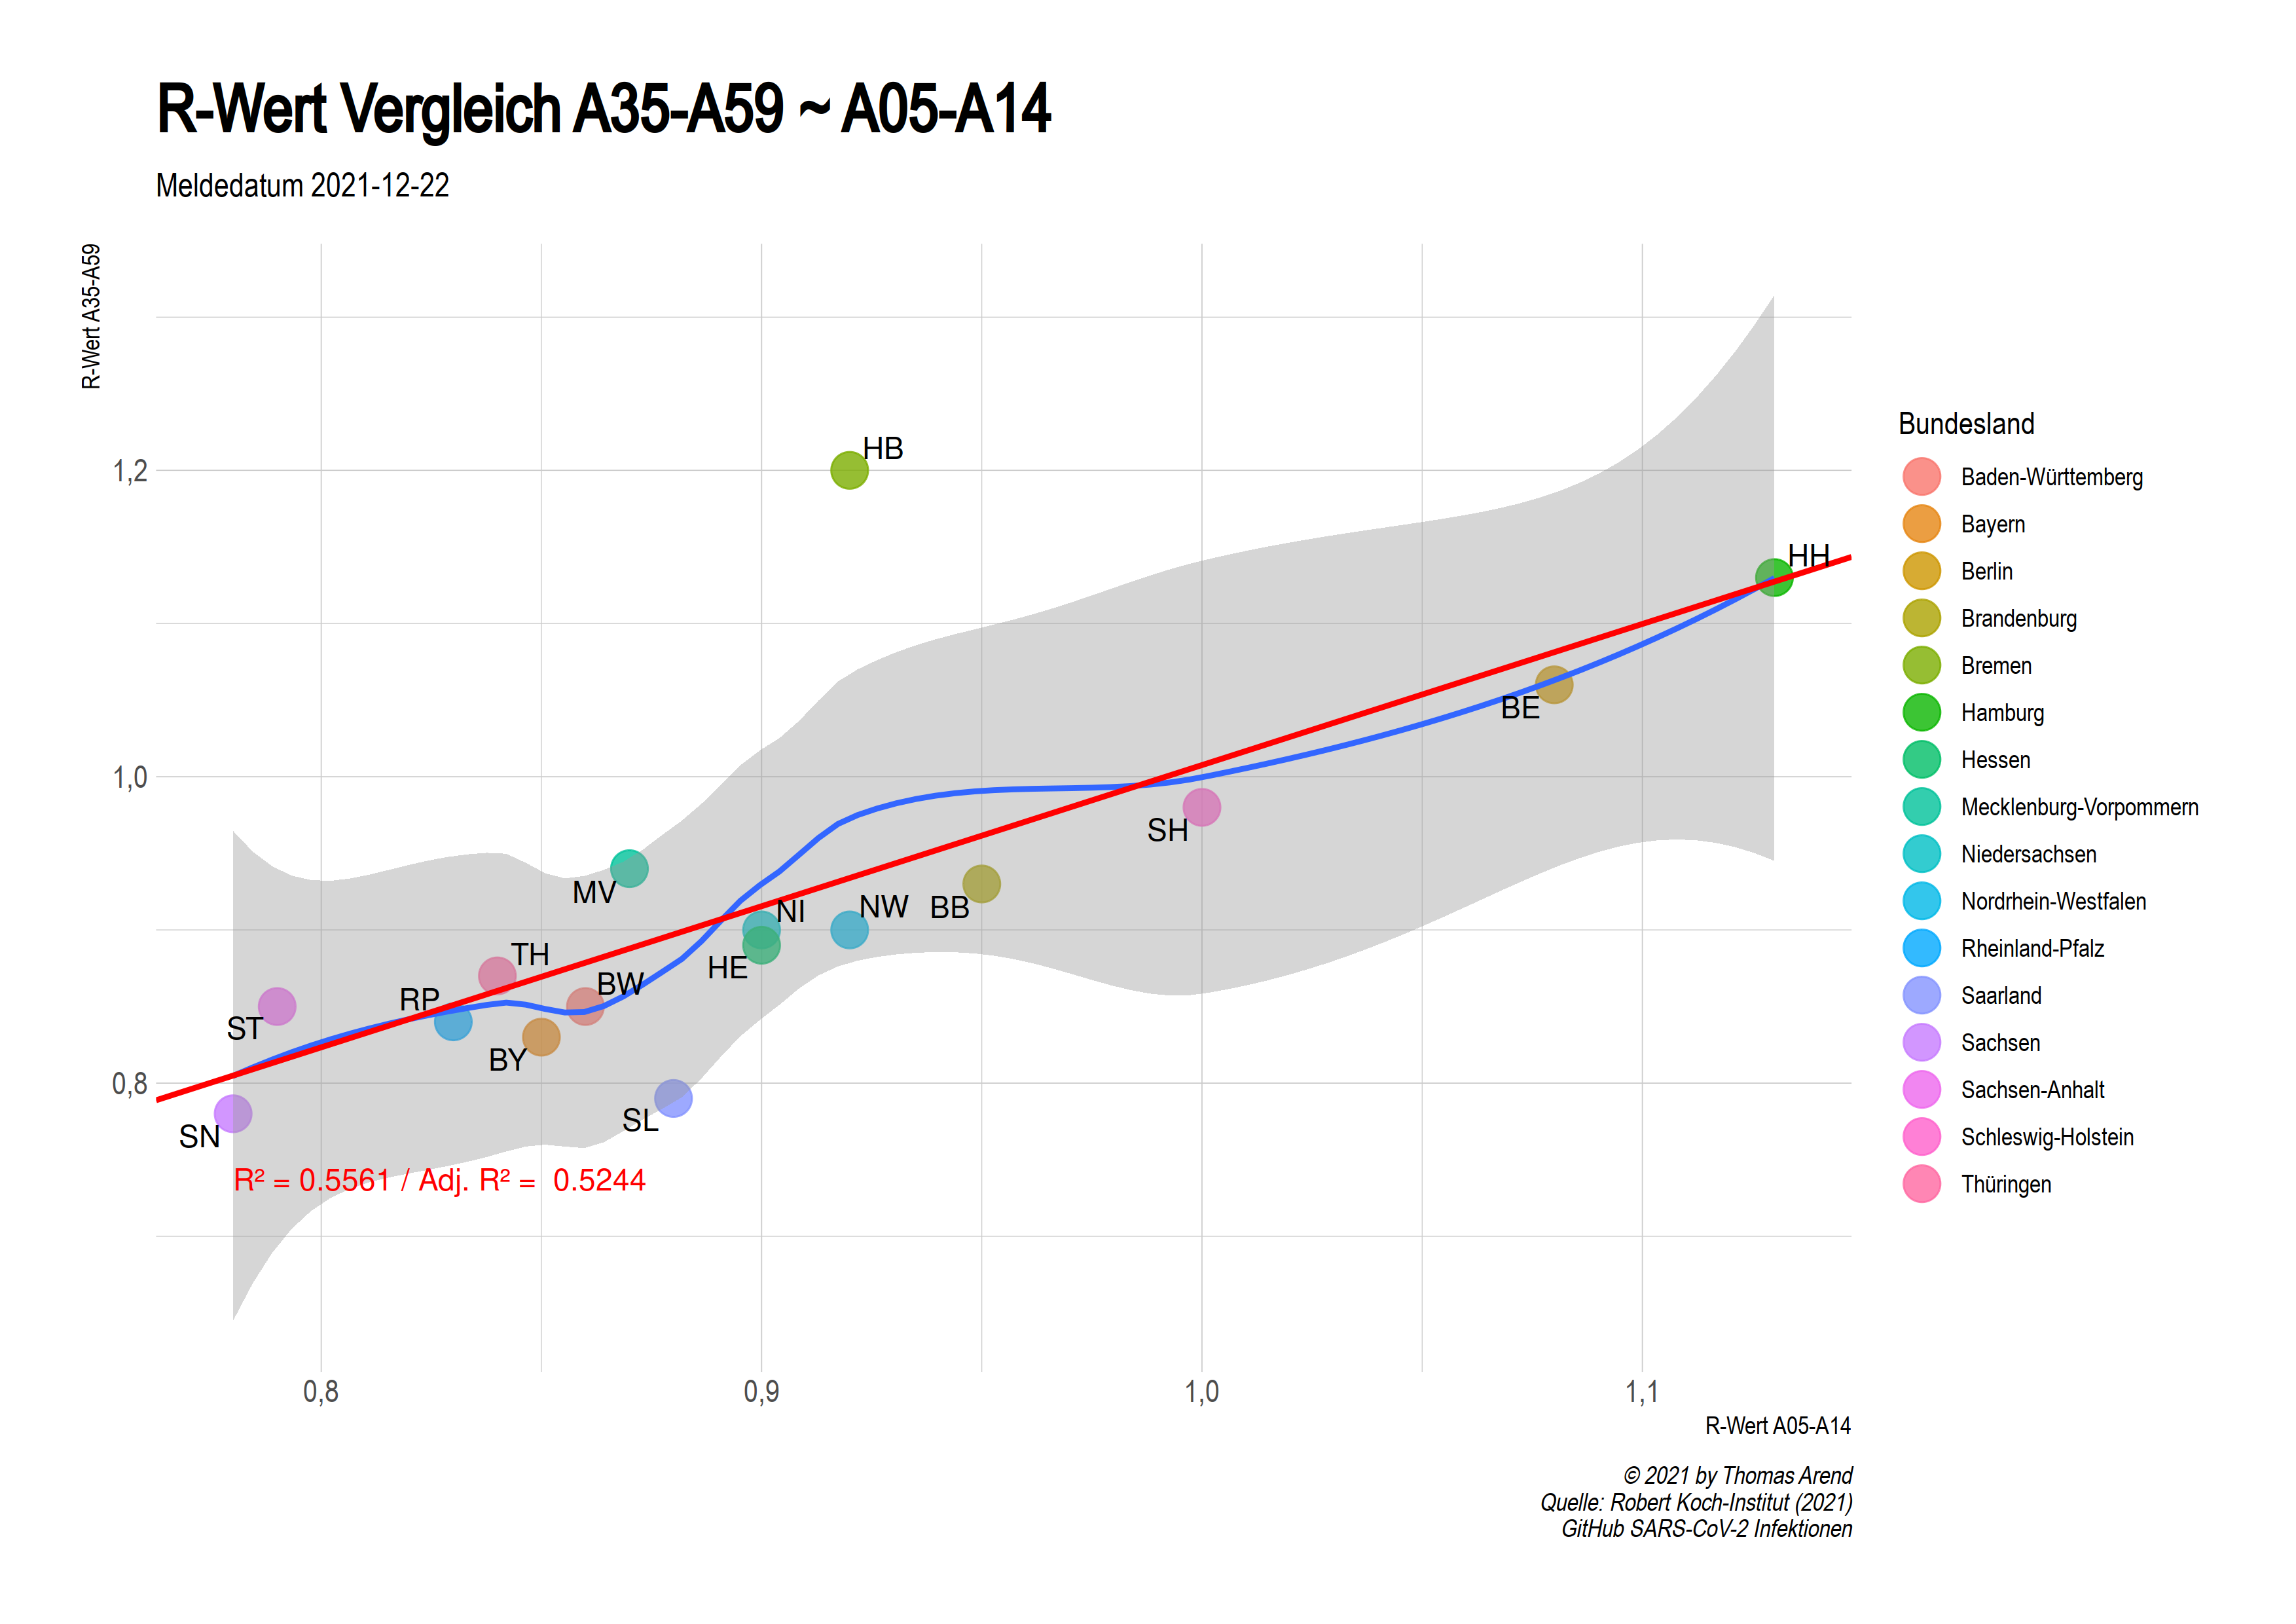 R-Wert Vergleich A35-A59 ~ A05-A14
Meldedatum 2021-12-22
R-Wert A35-A59
1,2
1,0
0,8
HB
HH
BE
SH
MV
NI
NW
BB
HE
TH
BW
RP
ST
BY
SL
SN
R² = 0.5561 / Adj. R² =  0.5244
0,8
0,9
1,0
1,1
R-Wert A05-A14
Bundesland
Baden-Württemberg
Bayern
Berlin
Brandenburg
Bremen
Hamburg
Hessen
Mecklenburg-Vorpommern
Niedersachsen
Nordrhein-Westfalen
Rheinland-Pfalz
Saarland
Sachsen
Sachsen-Anhalt
Schleswig-Holstein
Thüringen
© 2021 by Thomas Arend
Quelle: Robert Koch-Institut (2021)
GitHub SARS-CoV-2 Infektionen